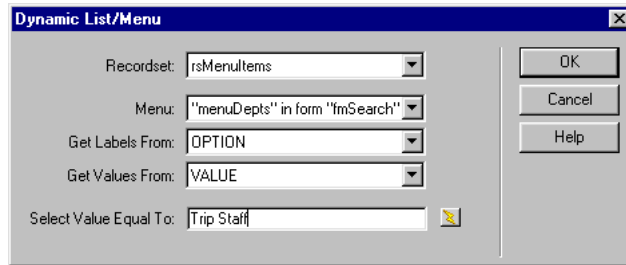 Dynamic List/Menu
Recordset: rsMenuItems
OK
Menu: "menuDepts" in form "fmSearch"
Cancel
Get Labels From: OPTION
Help
Get Values From: VALUE
Select Value Equal To: Trip Staff